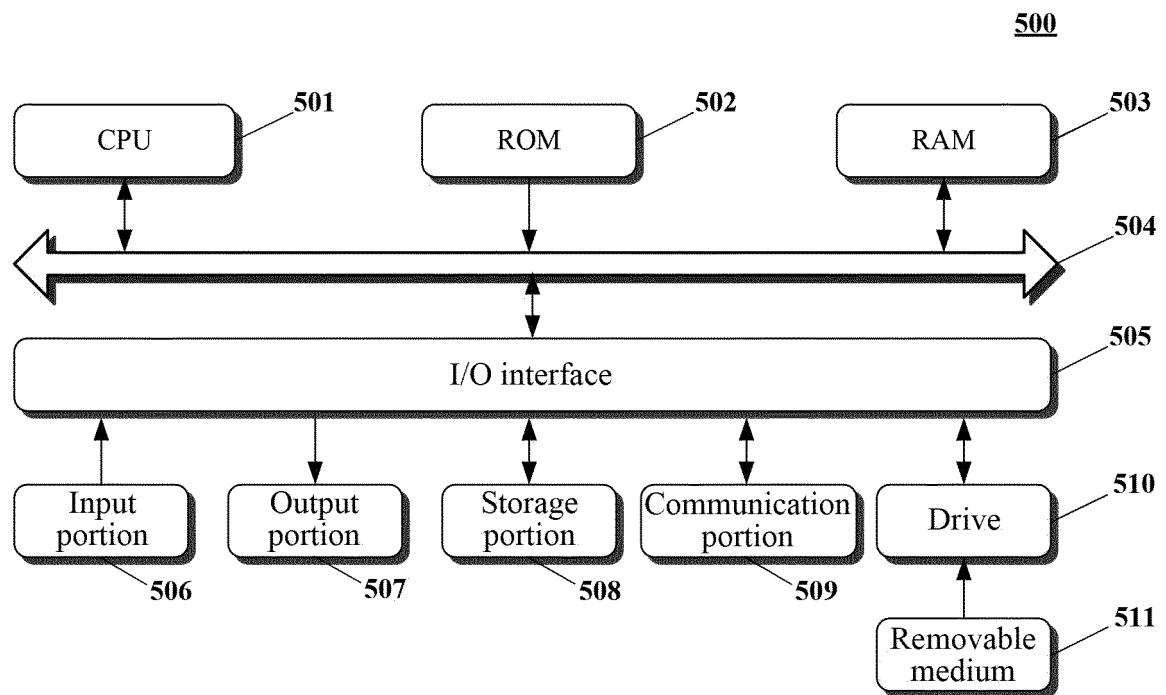 500
501
502
503
CPU
ROM
RAM
504
505
I/O interface
Input
portion
Output
portion
Storage
portion
Communication
portion
Drive
510
506
507
508
509
511
Removable
medium